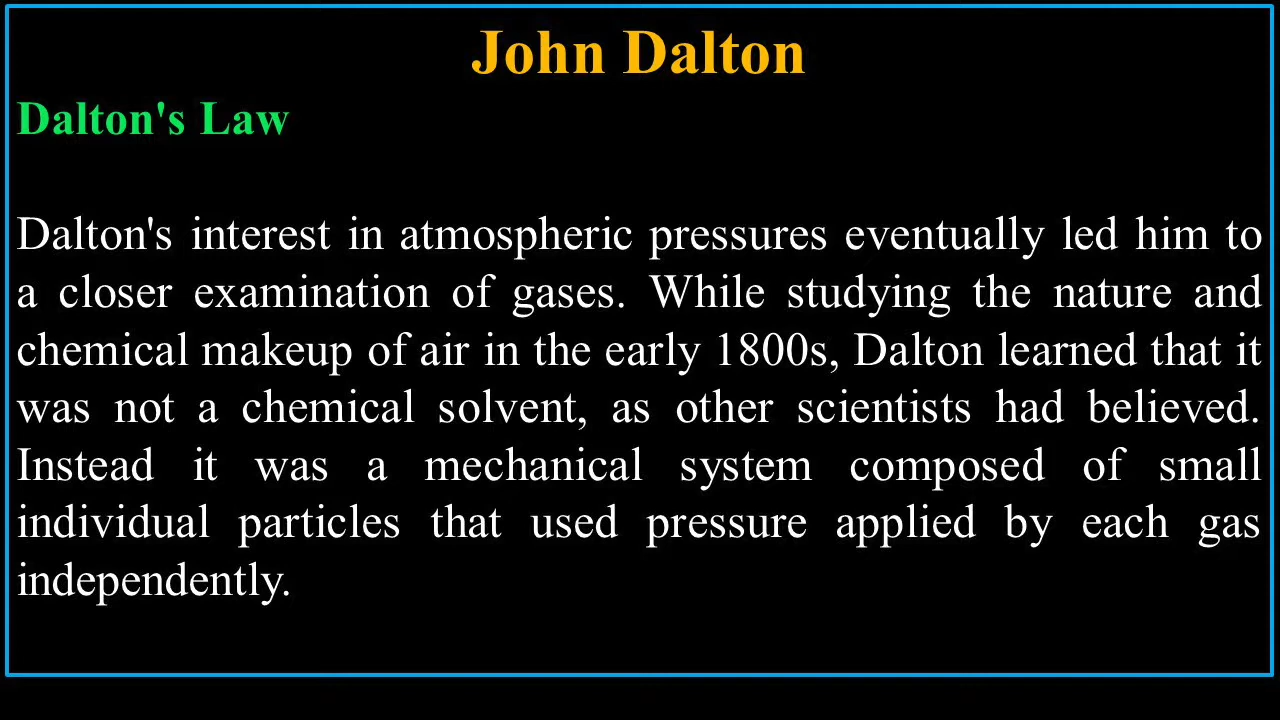 John Dalton
Dalton's Law
Dalton's interest in atmospheric pressures eventually led him to
a closer examination of gases. While studying the nature and
chemical makeup of air in the early 1800s, Dalton learned that it
was not a chemical solvent, as other scientists had believed.
Instead it was a mechanical system composed of small
individual particles that used pressure applied by each gas
independently.